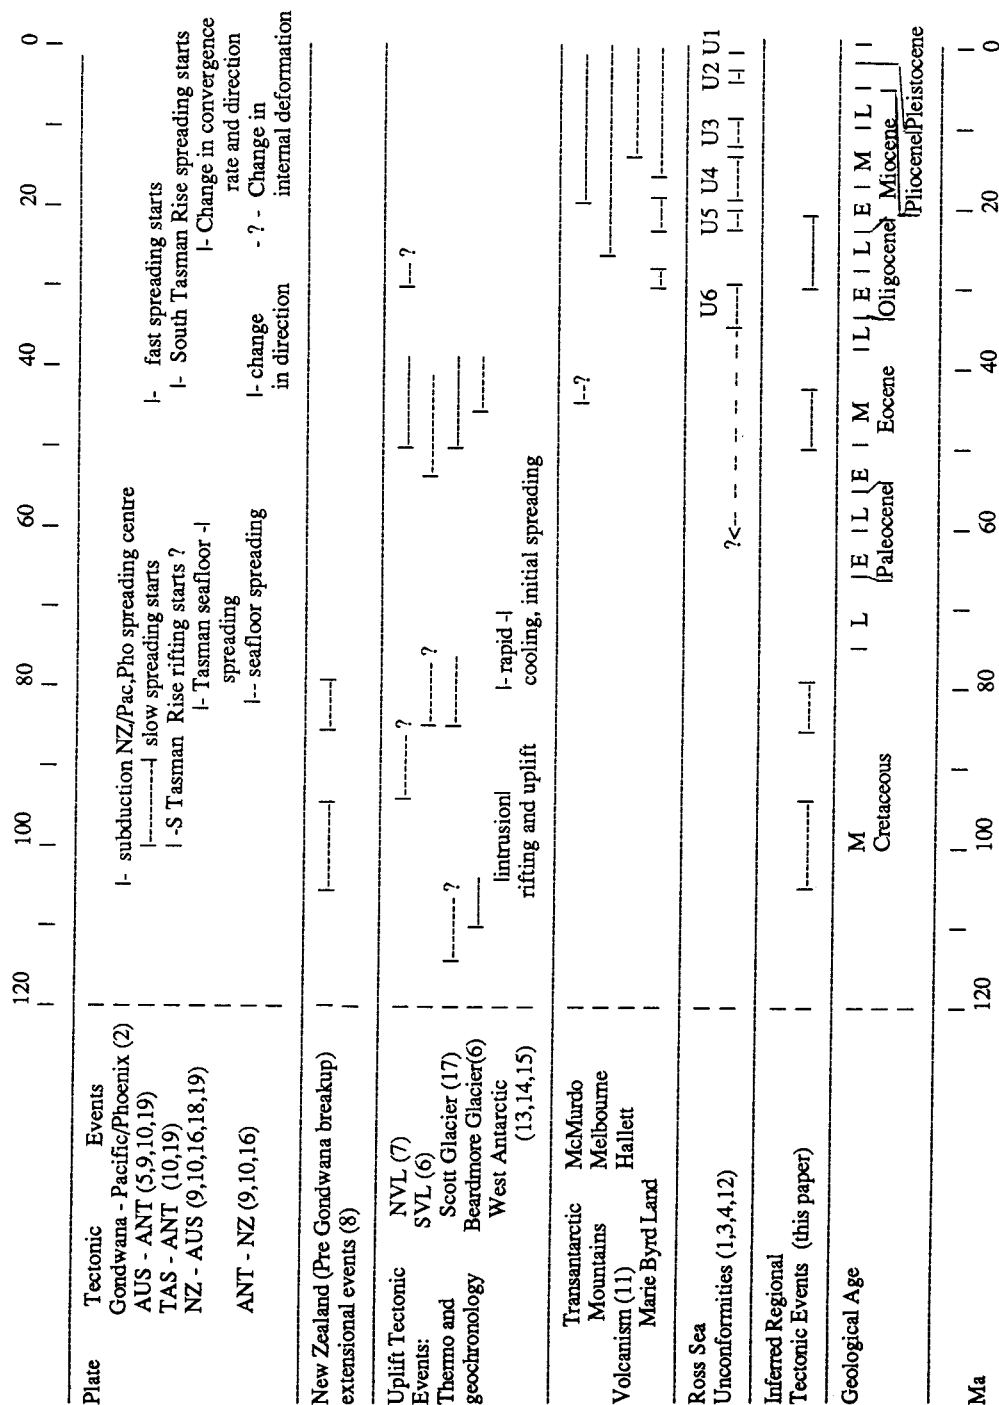 120 100 80 60 40 20 0
Plate Tectonic Events
Gondwana - Pacific/Phoenix (2) |- subduction NZ/Pac,Pho spreading centre
AUS - ANT (5,9,10,19) |---------| slow spreading starts |- fast spreading starts
TAS - ANT (10,19) |-S Tasman Rise rifting starts ? |- South Tasman Rise spreading starts
NZ - AUS (9,10,16,18,19) |- Tasman seafloor -| |- Change in convergence
spreading rate and direction
ANT - NZ (9,10,16) |-- seafloor spreading |- change - ? - Change in
in direction internal deformation
New Zealand (Pre Gondwana breakup)
extensional events (8)
Uplift Tectonic NVL (7) |------- ? |--- ?
Events: SVL (6) |------- ?
Thermo and Scott Glacier (17) |------- ?
geochronology Beardmore Glacier(6)
West Antarctic |intrusion| |- rapid -|
(13,14,15) rifting and uplift cooling, initial spreading
Transantarctic McMurdo |--?
Mountains Melbourne
Volcanism (11) Hallett
Marie Byrd Land
Ross Sea U6 U5 U4 U3 U2 U1
Unconformities (1,3,4,12) ?<--
Inferred Regional
Tectonic Events (this paper)
Geological Age M | L |E |L |E | M |L| E |L| E | M |L |
Cretaceous |Paleocene| Eocene |Oligocene| Miocene
|Pliocene|Pleistocene
Ma 120 100 80 60 40 20 0